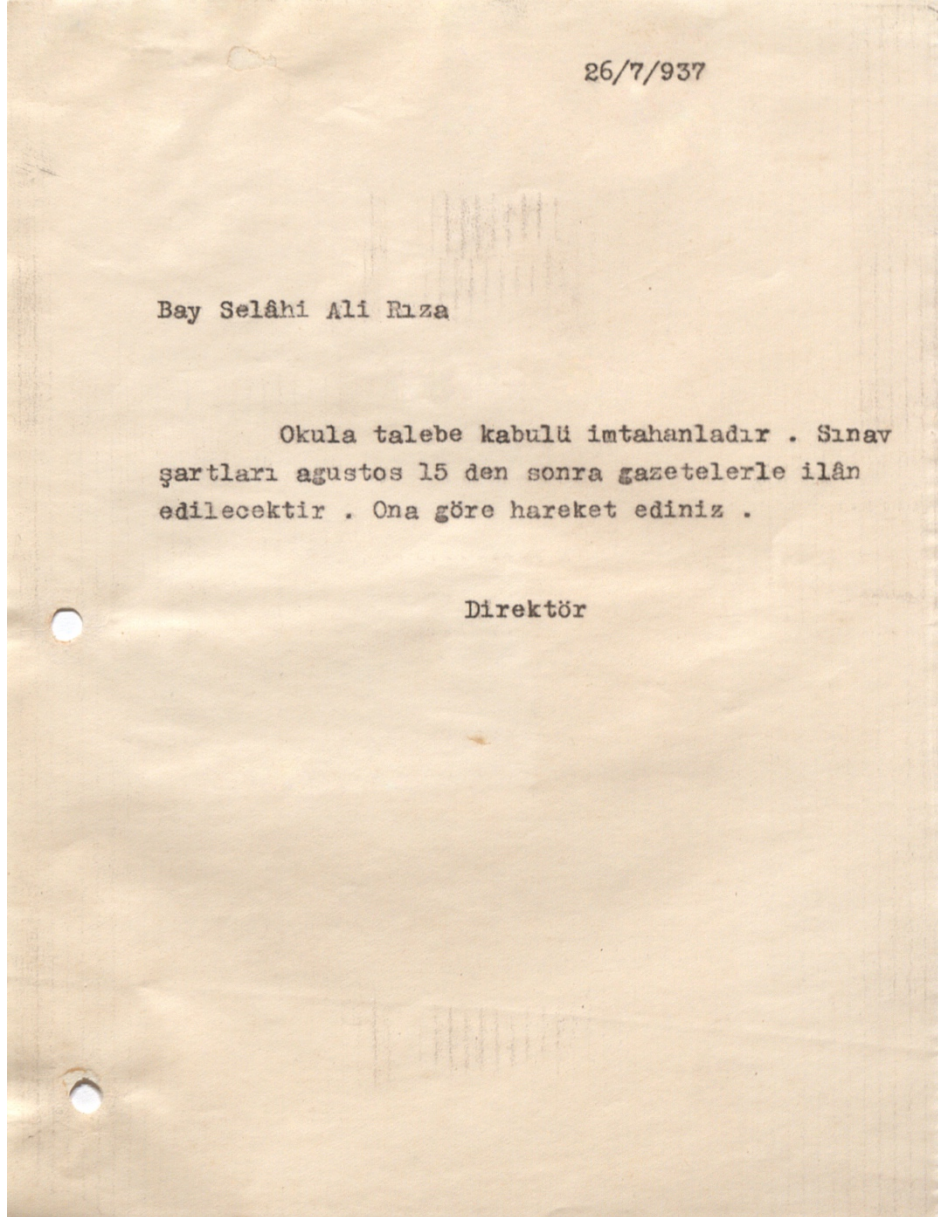 26/7/937
Bay Selâhi Ali Rıza
Okula talebe kabulü imtahanladır . Sınav
şartları agustos 15 den sonra gazetelerle ilân
edilecektir . Ona göre hareket ediniz .
Direktör